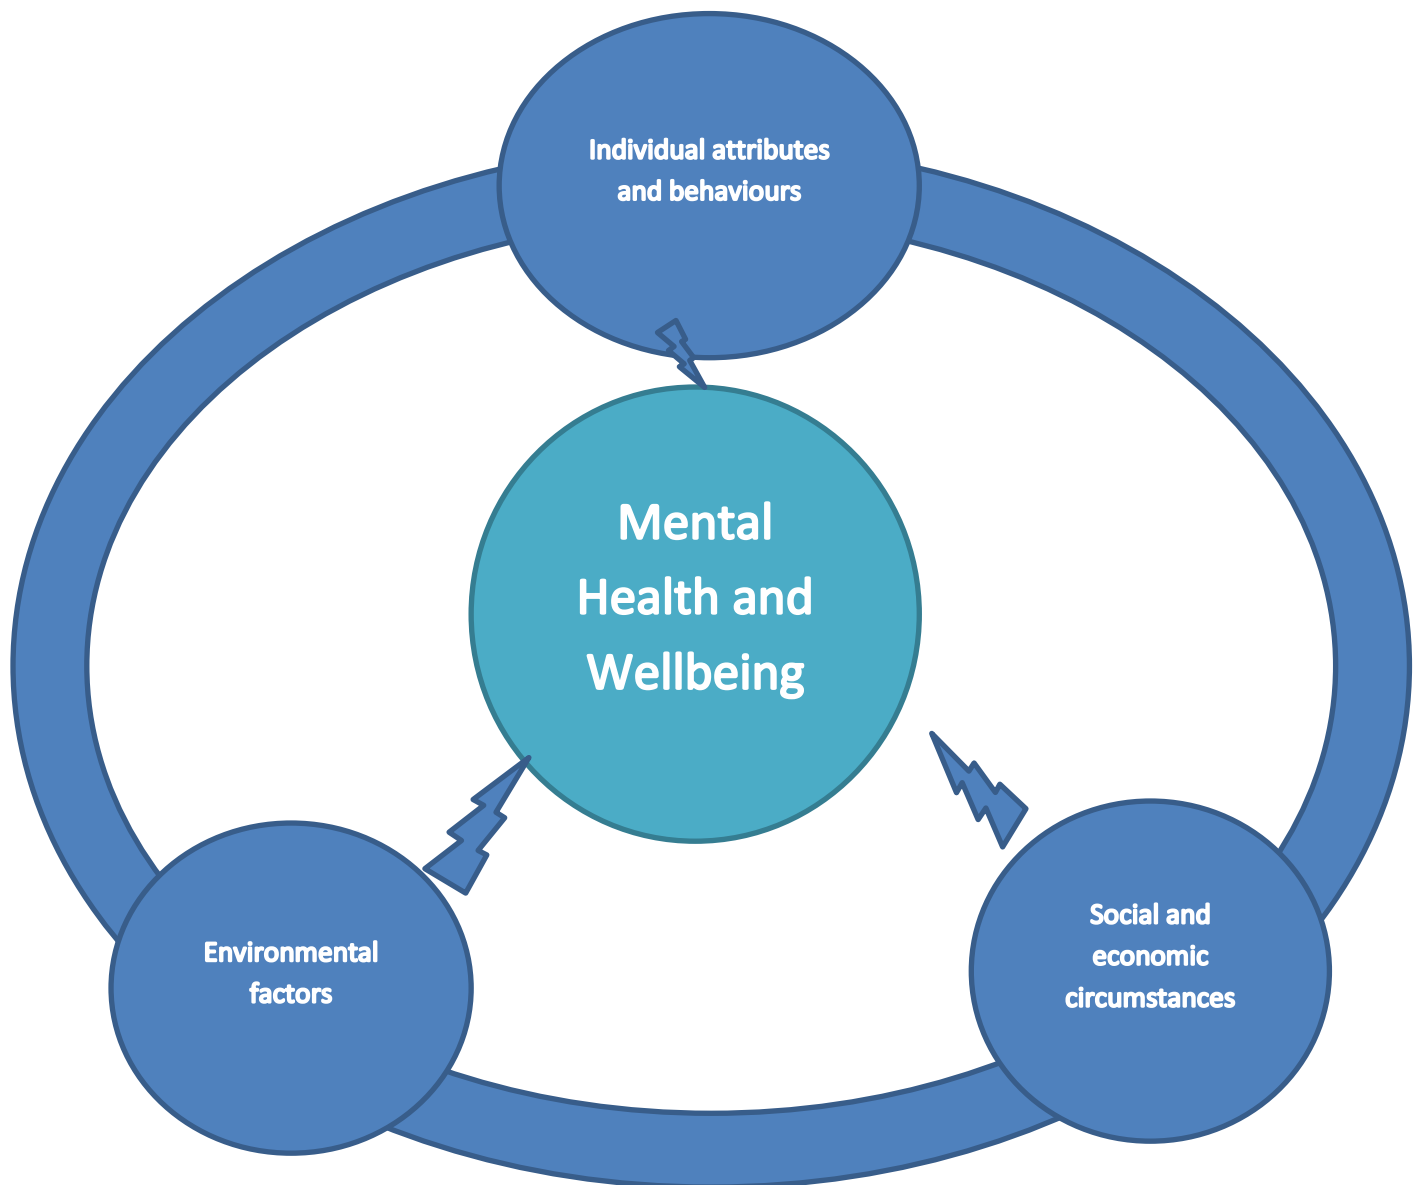 Individual attributes
and behaviours
Mental
Health and
Wellbeing
Environmental
factors
Social and
economic
circumstances